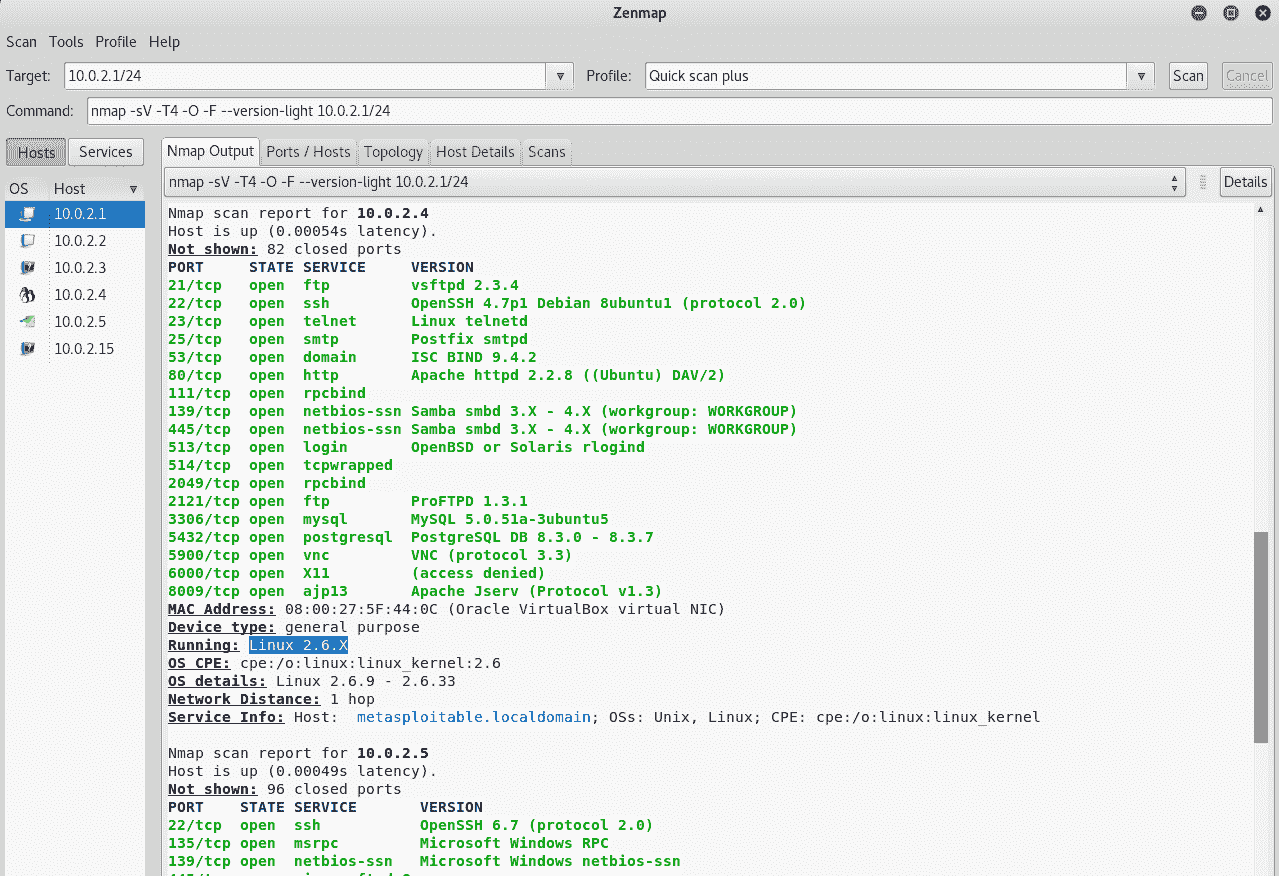 Zenmap
Scan Tools Profile Help
Target: 10.0.2.1/24 Profile: Quick scan plus Scan Cancel
Command: nmap -sV -T4 -O -F --version-light 10.0.2.1/24
Hosts Services Nmap Output Ports / Hosts Topology Host Details Scans
nmap -sV -T4 -O -F --version-light 10.0.2.1/24 Details
OS Host
10.0.2.1
10.0.2.2
10.0.2.3
10.0.2.4
10.0.2.5
10.0.2.15
Nmap scan report for 10.0.2.4
Host is up (0.00054s latency).
Not shown: 82 closed ports
PORT STATE SERVICE VERSION
21/tcp open ftp vsftpd 2.3.4
22/tcp open ssh OpenSSH 4.7p1 Debian 8ubuntu1 (protocol 2.0)
23/tcp open telnet Linux telnetd
25/tcp open smtp Postfix smtpd
53/tcp open domain ISC BIND 9.4.2
80/tcp open http Apache httpd 2.2.8 ((Ubuntu) DAV/2)
111/tcp open rpcbind
139/tcp open netbios-ssn Samba smbd 3.X - 4.X (workgroup: WORKGROUP)
445/tcp open netbios-ssn Samba smbd 3.X - 4.X (workgroup: WORKGROUP)
513/tcp open login OpenBSD or Solaris rlogind
514/tcp open tcpwrapped
2049/tcp open rpcbind
2121/tcp open ftp ProFTPD 1.3.1
3306/tcp open mysql MySQL 5.0.51a-3ubuntu5
5432/tcp open postgresql PostgreSQL DB 8.3.0 - 8.3.7
5900/tcp open vnc VNC (protocol 3.3)
6000/tcp open X11 (access denied)
8009/tcp open ajp13 Apache Jserv (Protocol v1.3)
MAC Address: 08:00:27:5F:44:0C (Oracle VirtualBox virtual NIC)
Device type: general purpose
Running: Linux 2.6.X
OS CPE: cpe:/o:linux:linux_kernel:2.6
OS details: Linux 2.6.9 - 2.6.33
Network Distance: 1 hop
Service Info: Host: metasploitable.localdomain; OSs: Unix, Linux; CPE: cpe:/o:linux:linux_kernel
Nmap scan report for 10.0.2.5
Host is up (0.00049s latency).
Not shown: 96 closed ports
PORT STATE SERVICE VERSION
22/tcp open ssh OpenSSH 6.7 (protocol 2.0)
135/tcp open msrpc Microsoft Windows RPC
139/tcp open netbios-ssn Microsoft Windows netbios-ssn